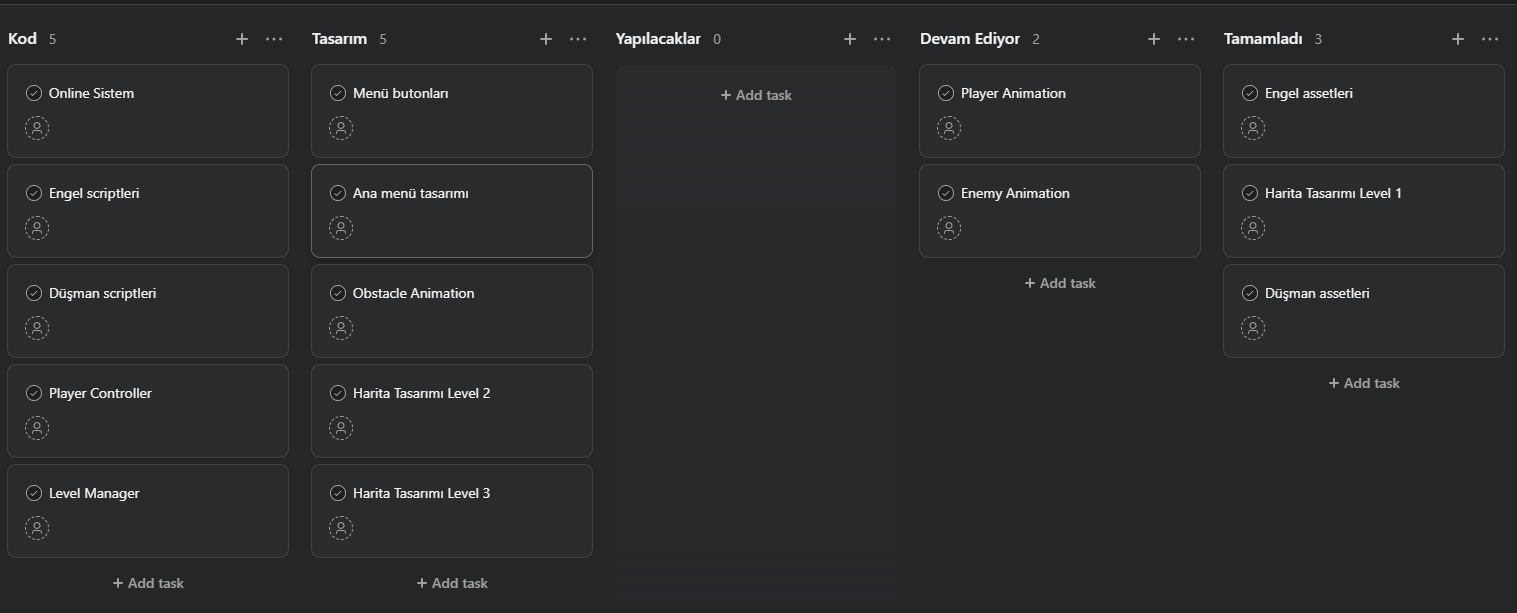 Kod 5
Online Sistem
Engel scriptleri
Düşman scriptleri
Player Controller
Level Manager
+ Add task
Tasarım 5
Menü butonları
Ana menü tasarımı
Obstacle Animation
Harita Tasarımı Level 2
Harita Tasarımı Level 3
+ Add task
Yapılacaklar 0
+ Add task
Devam Ediyor 2
Player Animation
Enemy Animation
+ Add task
Tamamladı 3
Engel assetleri
Harita Tasarımı Level 1
Düşman assetleri
+ Add task